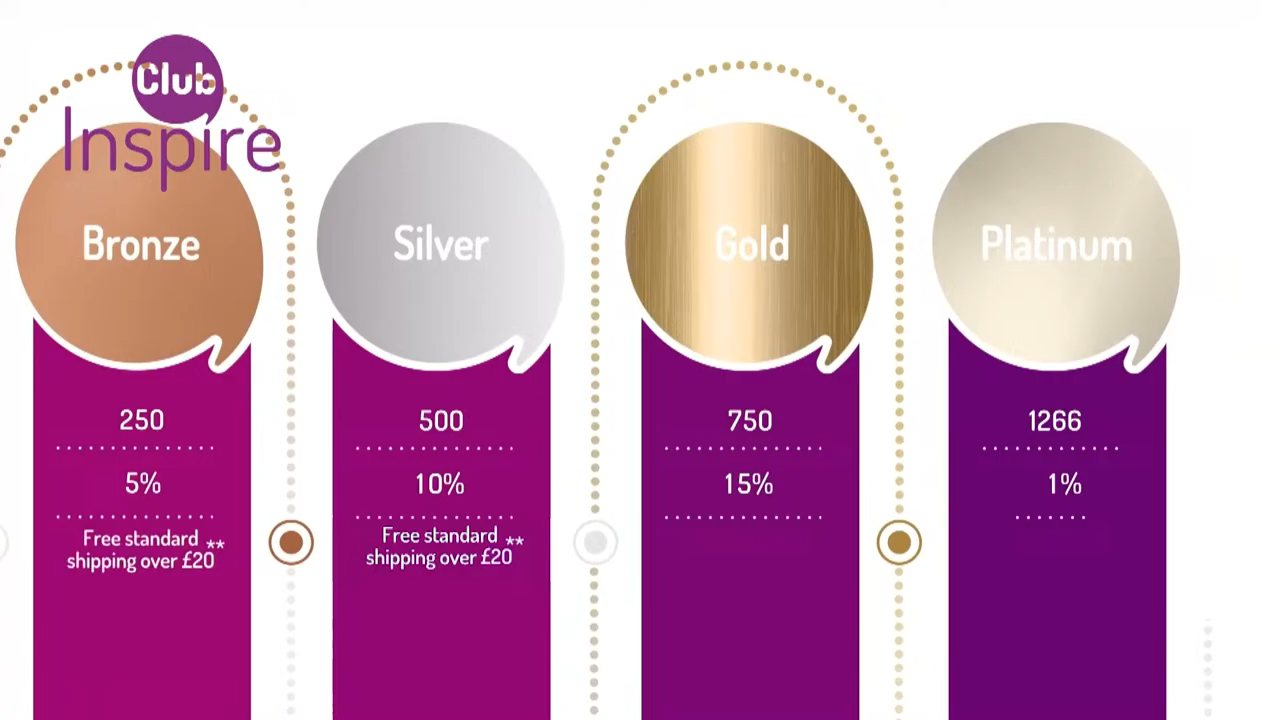 Club
Inspire
Bronze
250
5%
Free standard
shipping over £20**
Silver
500
10%
Free standard
shipping over £20**
Gold
750
15%
Platinum
1266
1%